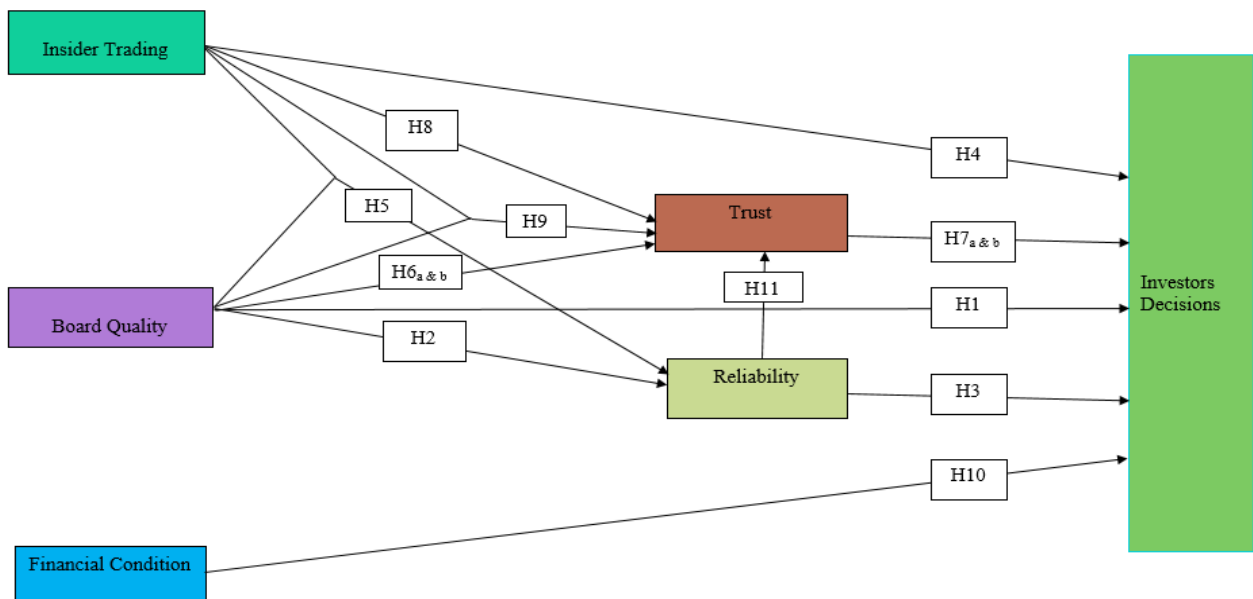 Insider Trading
H8
H4
H5
Trust
H9
H7a & b
H6a & b
H11
Investors
Decisions
Board Quality
H1
H2
Reliability
H3
H10
Financial Condition